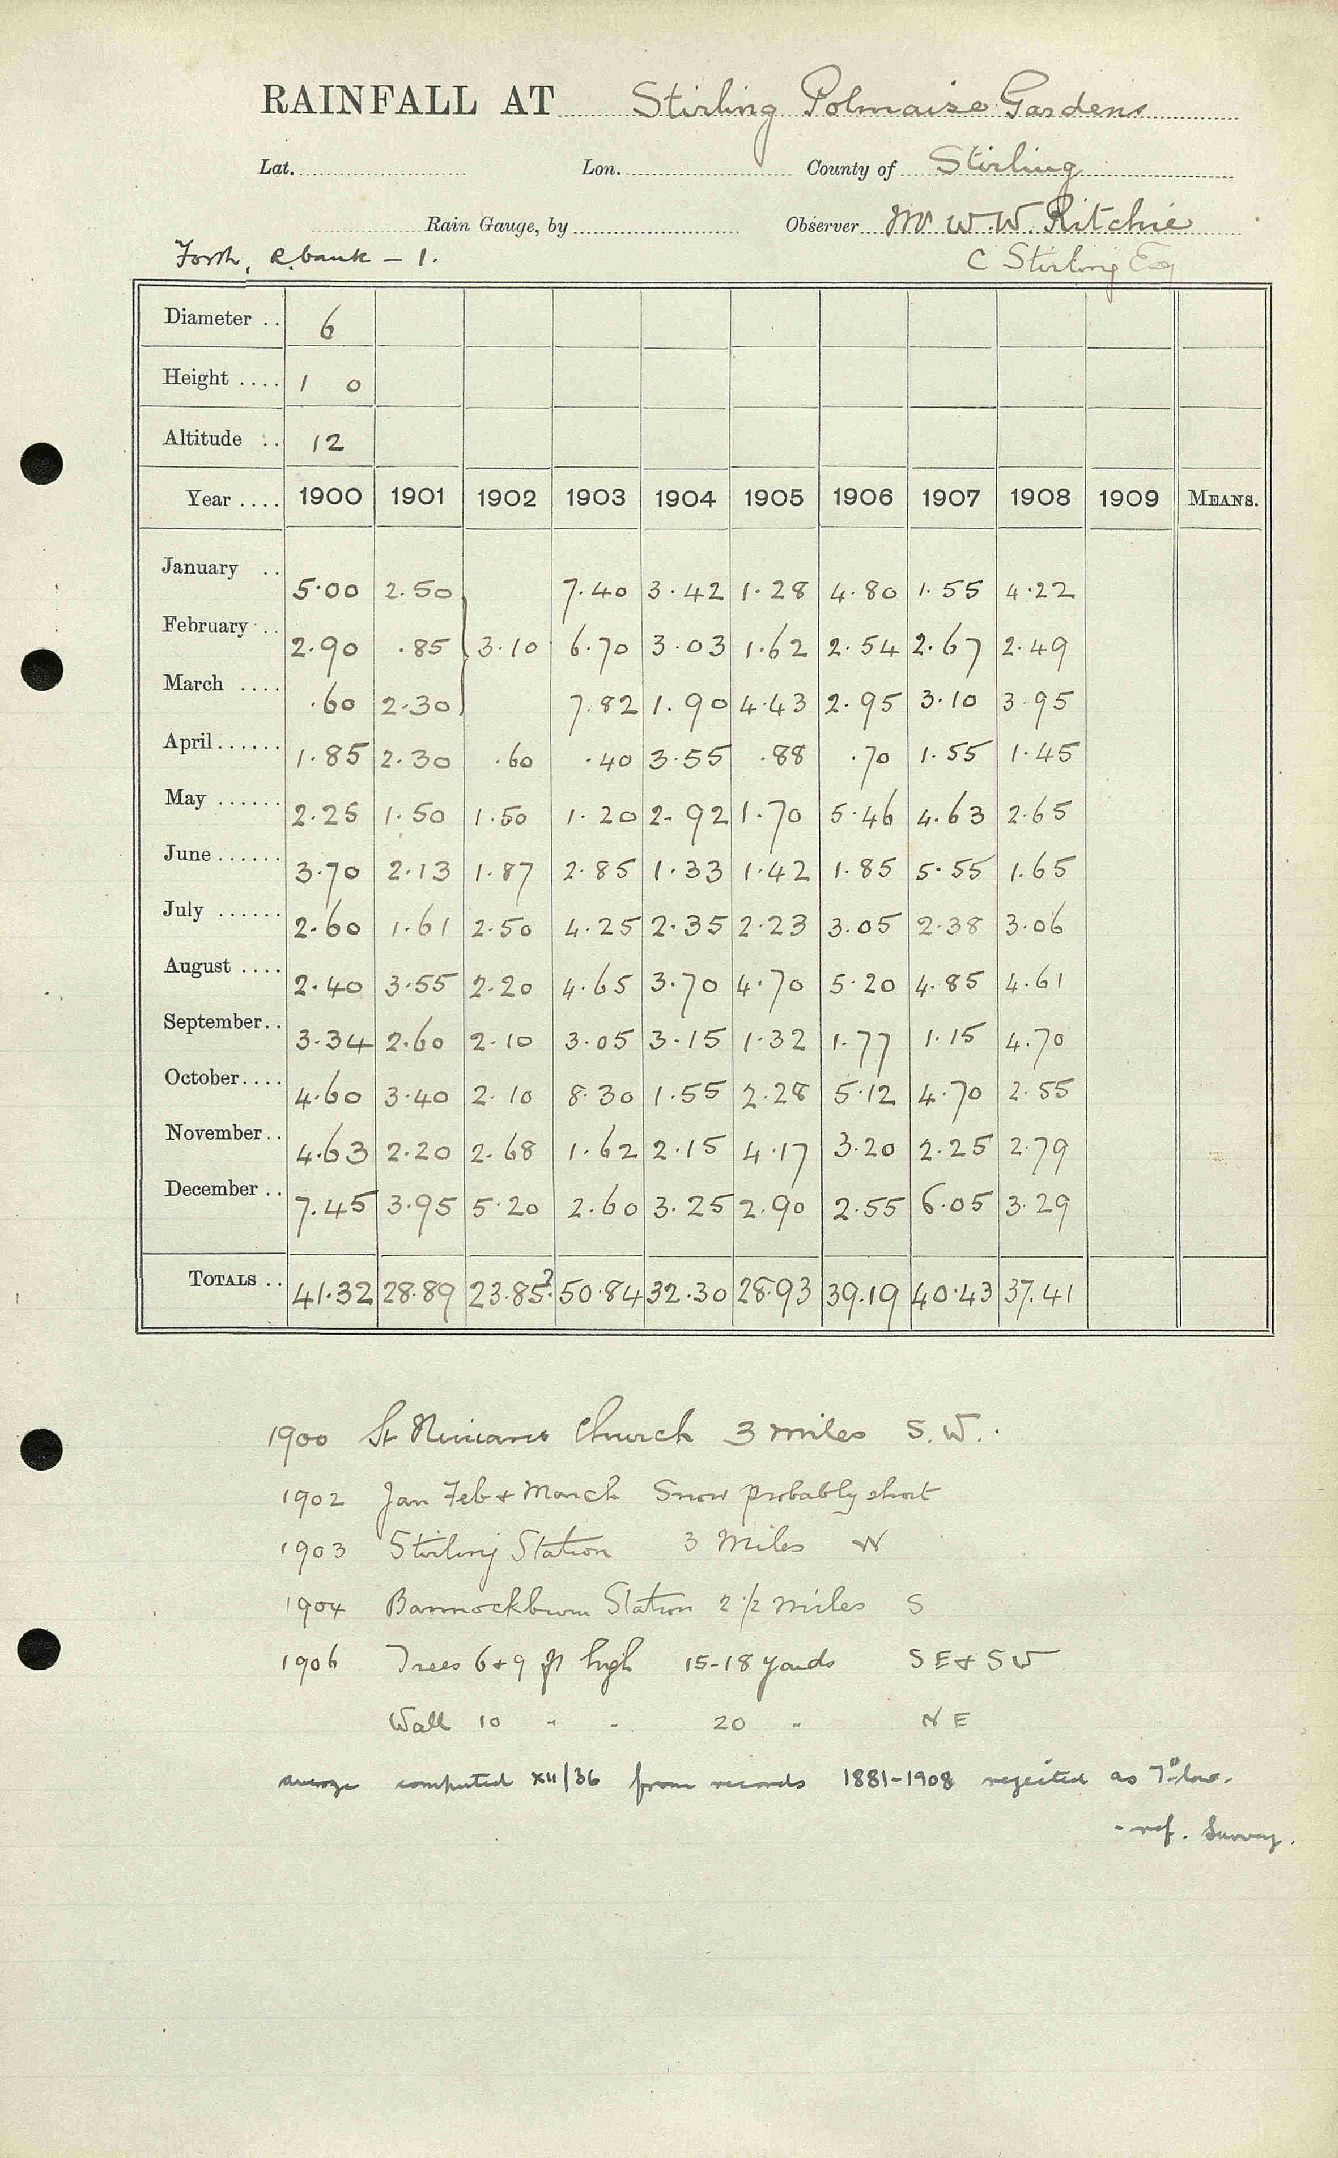 RAINFALL AT Stirling Polmaise Gardens
Lat. Lon. County of Stirling
Rain Gauge, by Observer Mr W. W. Ritchie
Forth, R. bank - 1. C Stirling Esq
Diameter .. 6
Height .... 1 0
Altitude .. 12
Year .... 1900 1901 1902 1903 1904 1905 1906 1907 1908 1909 MEANS.
January .. 5.00 2.50 7.40 3.42 1.28 4.80 1.55 4.22
February .. 2.90 .85 } 3.10 6.70 3.03 1.62 2.54 2.67 2.49
March .... .60 2.30 7.82 1.90 4.43 2.95 3.10 3.95
April...... 1.85 2.30 .60 .40 3.55 .88 .70 1.55 1.45
May ...... 2.25 1.50 1.50 1.20 2.92 1.70 5.46 4.63 2.65
June...... 3.70 2.13 1.87 2.85 1.33 1.42 1.85 5.55 1.65
July ...... 2.60 1.61 2.50 4.25 2.35 2.23 3.05 2.38 3.06
August .... 2.40 3.55 2.20 4.65 3.70 4.70 5.20 4.85 4.61
September.. 3.34 2.60 2.10 3.05 3.15 1.32 1.77 1.15 4.70
October.... 4.60 3.40 2.10 8.30 1.55 2.28 5.12 4.70 2.55
November.. 4.63 2.20 2.68 1.62 2.15 4.17 3.20 2.25 2.79
December .. 7.45 3.95 5.20 2.60 3.25 2.90 2.55 6.05 3.29
TOTALS .. 41.32 28.89 23.85? 50.84 32.30 28.93 39.19 40.43 37.41
1900 St Ninians Church 3 miles S.W.
1902 Jan Feb + March Snow probably short
1903 Stirling Station 3 Miles W
1904 Bannockburn Station 2 1/2 miles S
1906 Trees 6 + 9 ft high 15-18 yards SE + SW
Wall 10 " " 20 " NE
average computed XII/36 from records 1881-1908 rejected as 7% low.
- ref. Survey.